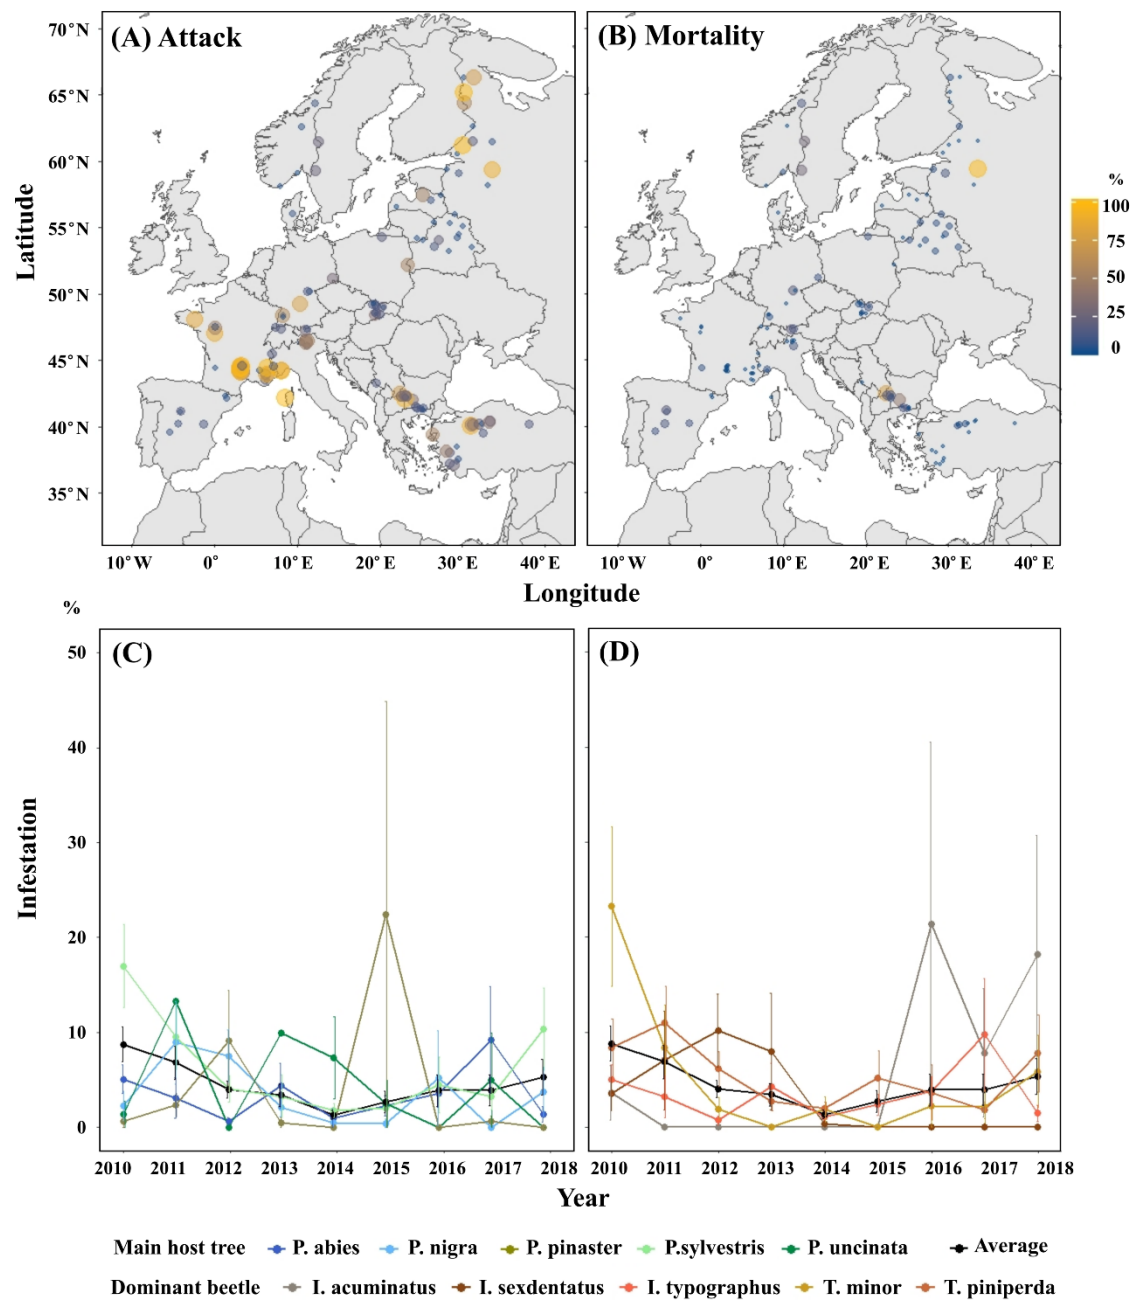 (A) Attack
(B) Mortality
70°N
65°N
60°N
55°N
50°N
45°N
40°N
35°N
Latitude
%
100
75
50
25
0
10°W 0° 10°E 20°E 30°E 40°E
10°W 0° 10°E 20°E 30°E 40°E
Longitude
%
(C)
(D)
50
40
30
20
10
0
Infestation
2010 2011 2012 2013 2014 2015 2016 2017 2018
2010 2011 2012 2013 2014 2015 2016 2017 2018
Year
Main host tree P. abies P. nigra P. pinaster P.sylvestris P. uncinata Average
Dominant beetle I. acuminatus I. sexdentatus I. typographus T. minor T. piniperda